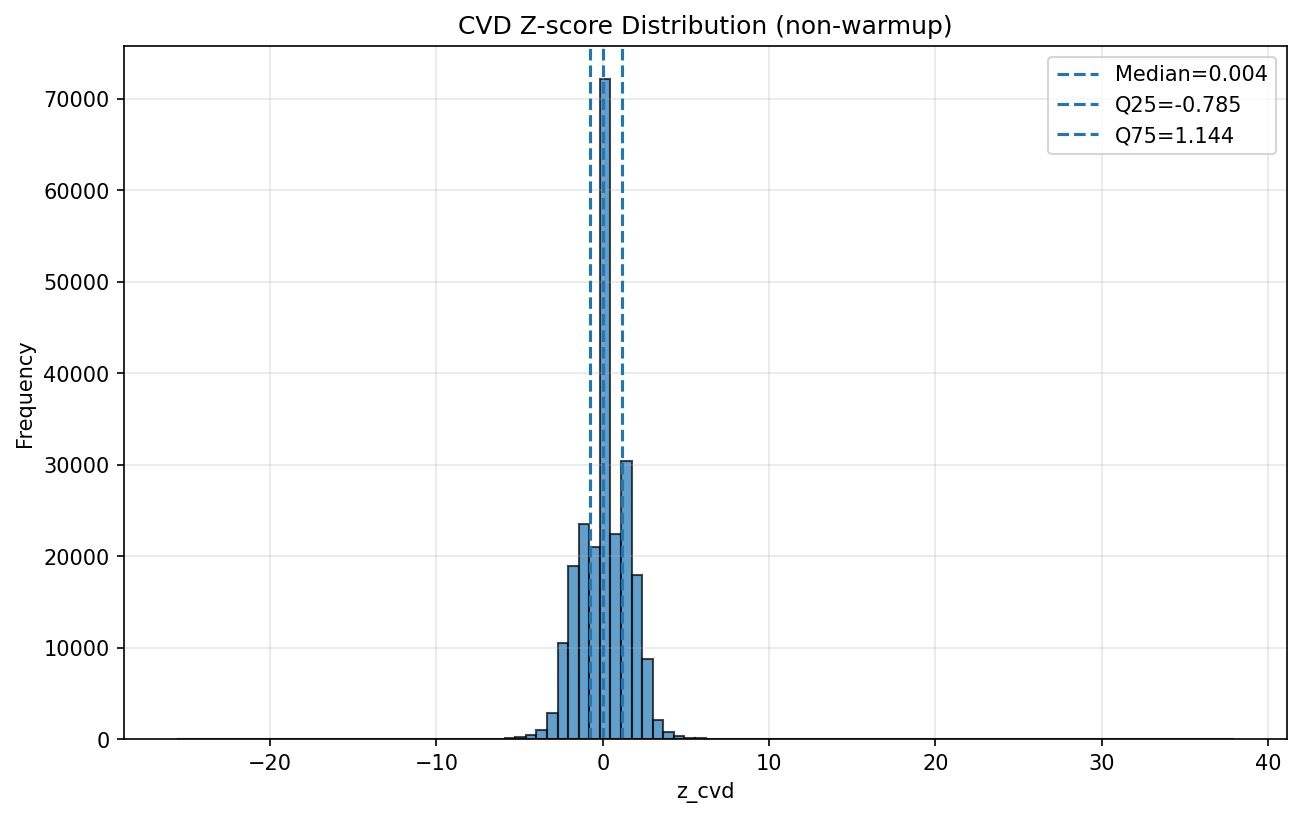 CVD Z-score Distribution (non-warmup)
Median=0.004
Q25=-0.785
Q75=1.144
70000
60000
50000
40000
30000
20000
10000
0
Frequency
−20
−10
0
10
20
30
40
z_cvd